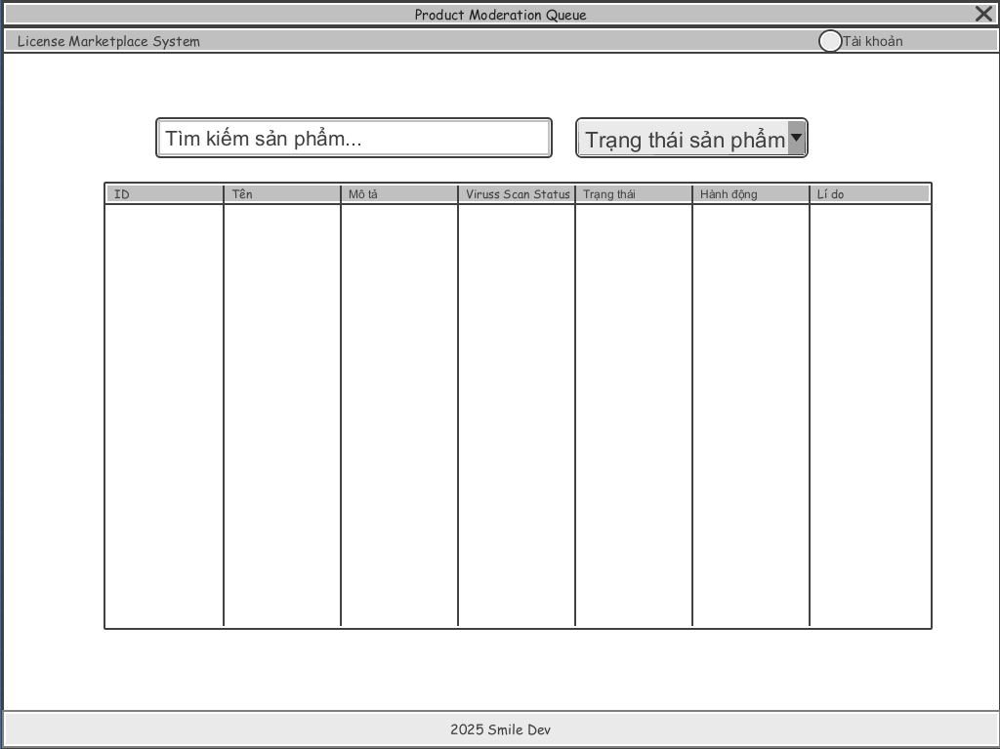 Product Moderation Queue
License Marketplace System
Tài khoản
Tìm kiếm sản phẩm...
Trạng thái sản phẩm
ID Tên Mô tả Viruss Scan Status Trạng thái Hành động Lí do
2025 Smile Dev